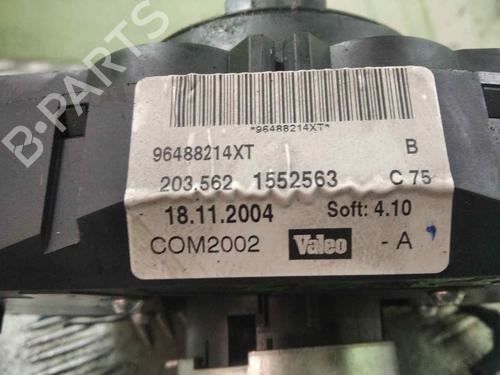 *96488214XT*
96488214XT B
203,562 1552563 C 75
18.11.2004 Soft: 4.10
COM2002 Valeo - A
B-PARTS